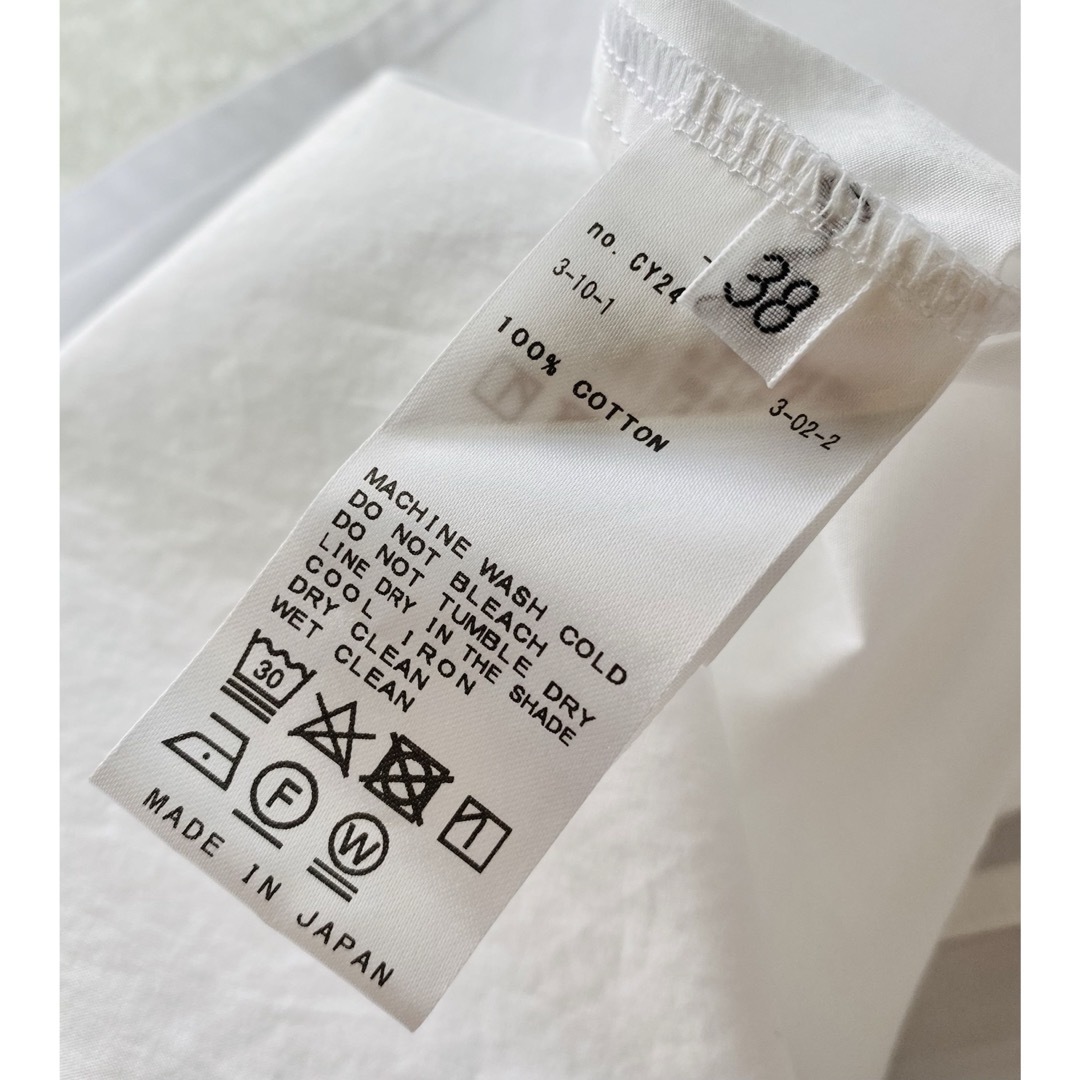 no. CY24
38
3-10-1
3-02-2
100% COTTON
MACHINE WASH COLD
DO NOT BLEACH
DO NOT TUMBLE DRY
LINE DRY IN THE SHADE
COOL IRON
DRY CLEAN
WET CLEAN
30
F
W
MADE IN JAPAN